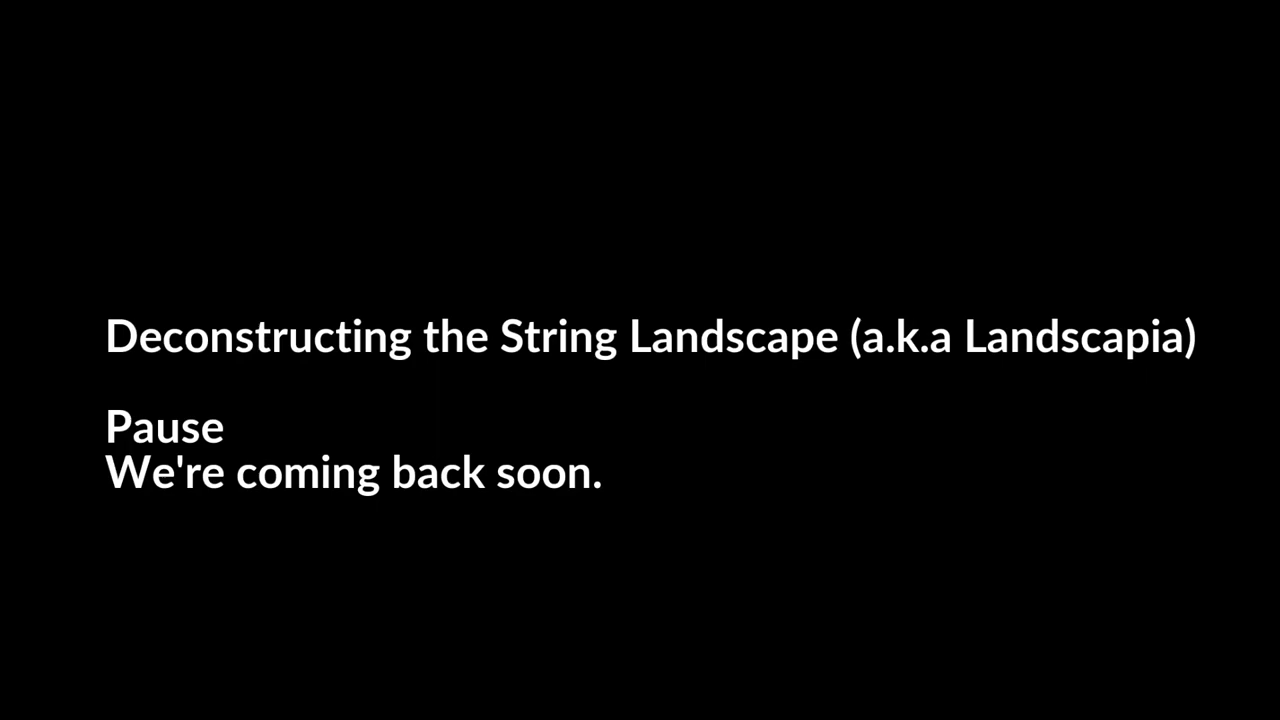 Deconstructing the String Landscape (a.k.a Landscapia)
Pause
We're coming back soon.